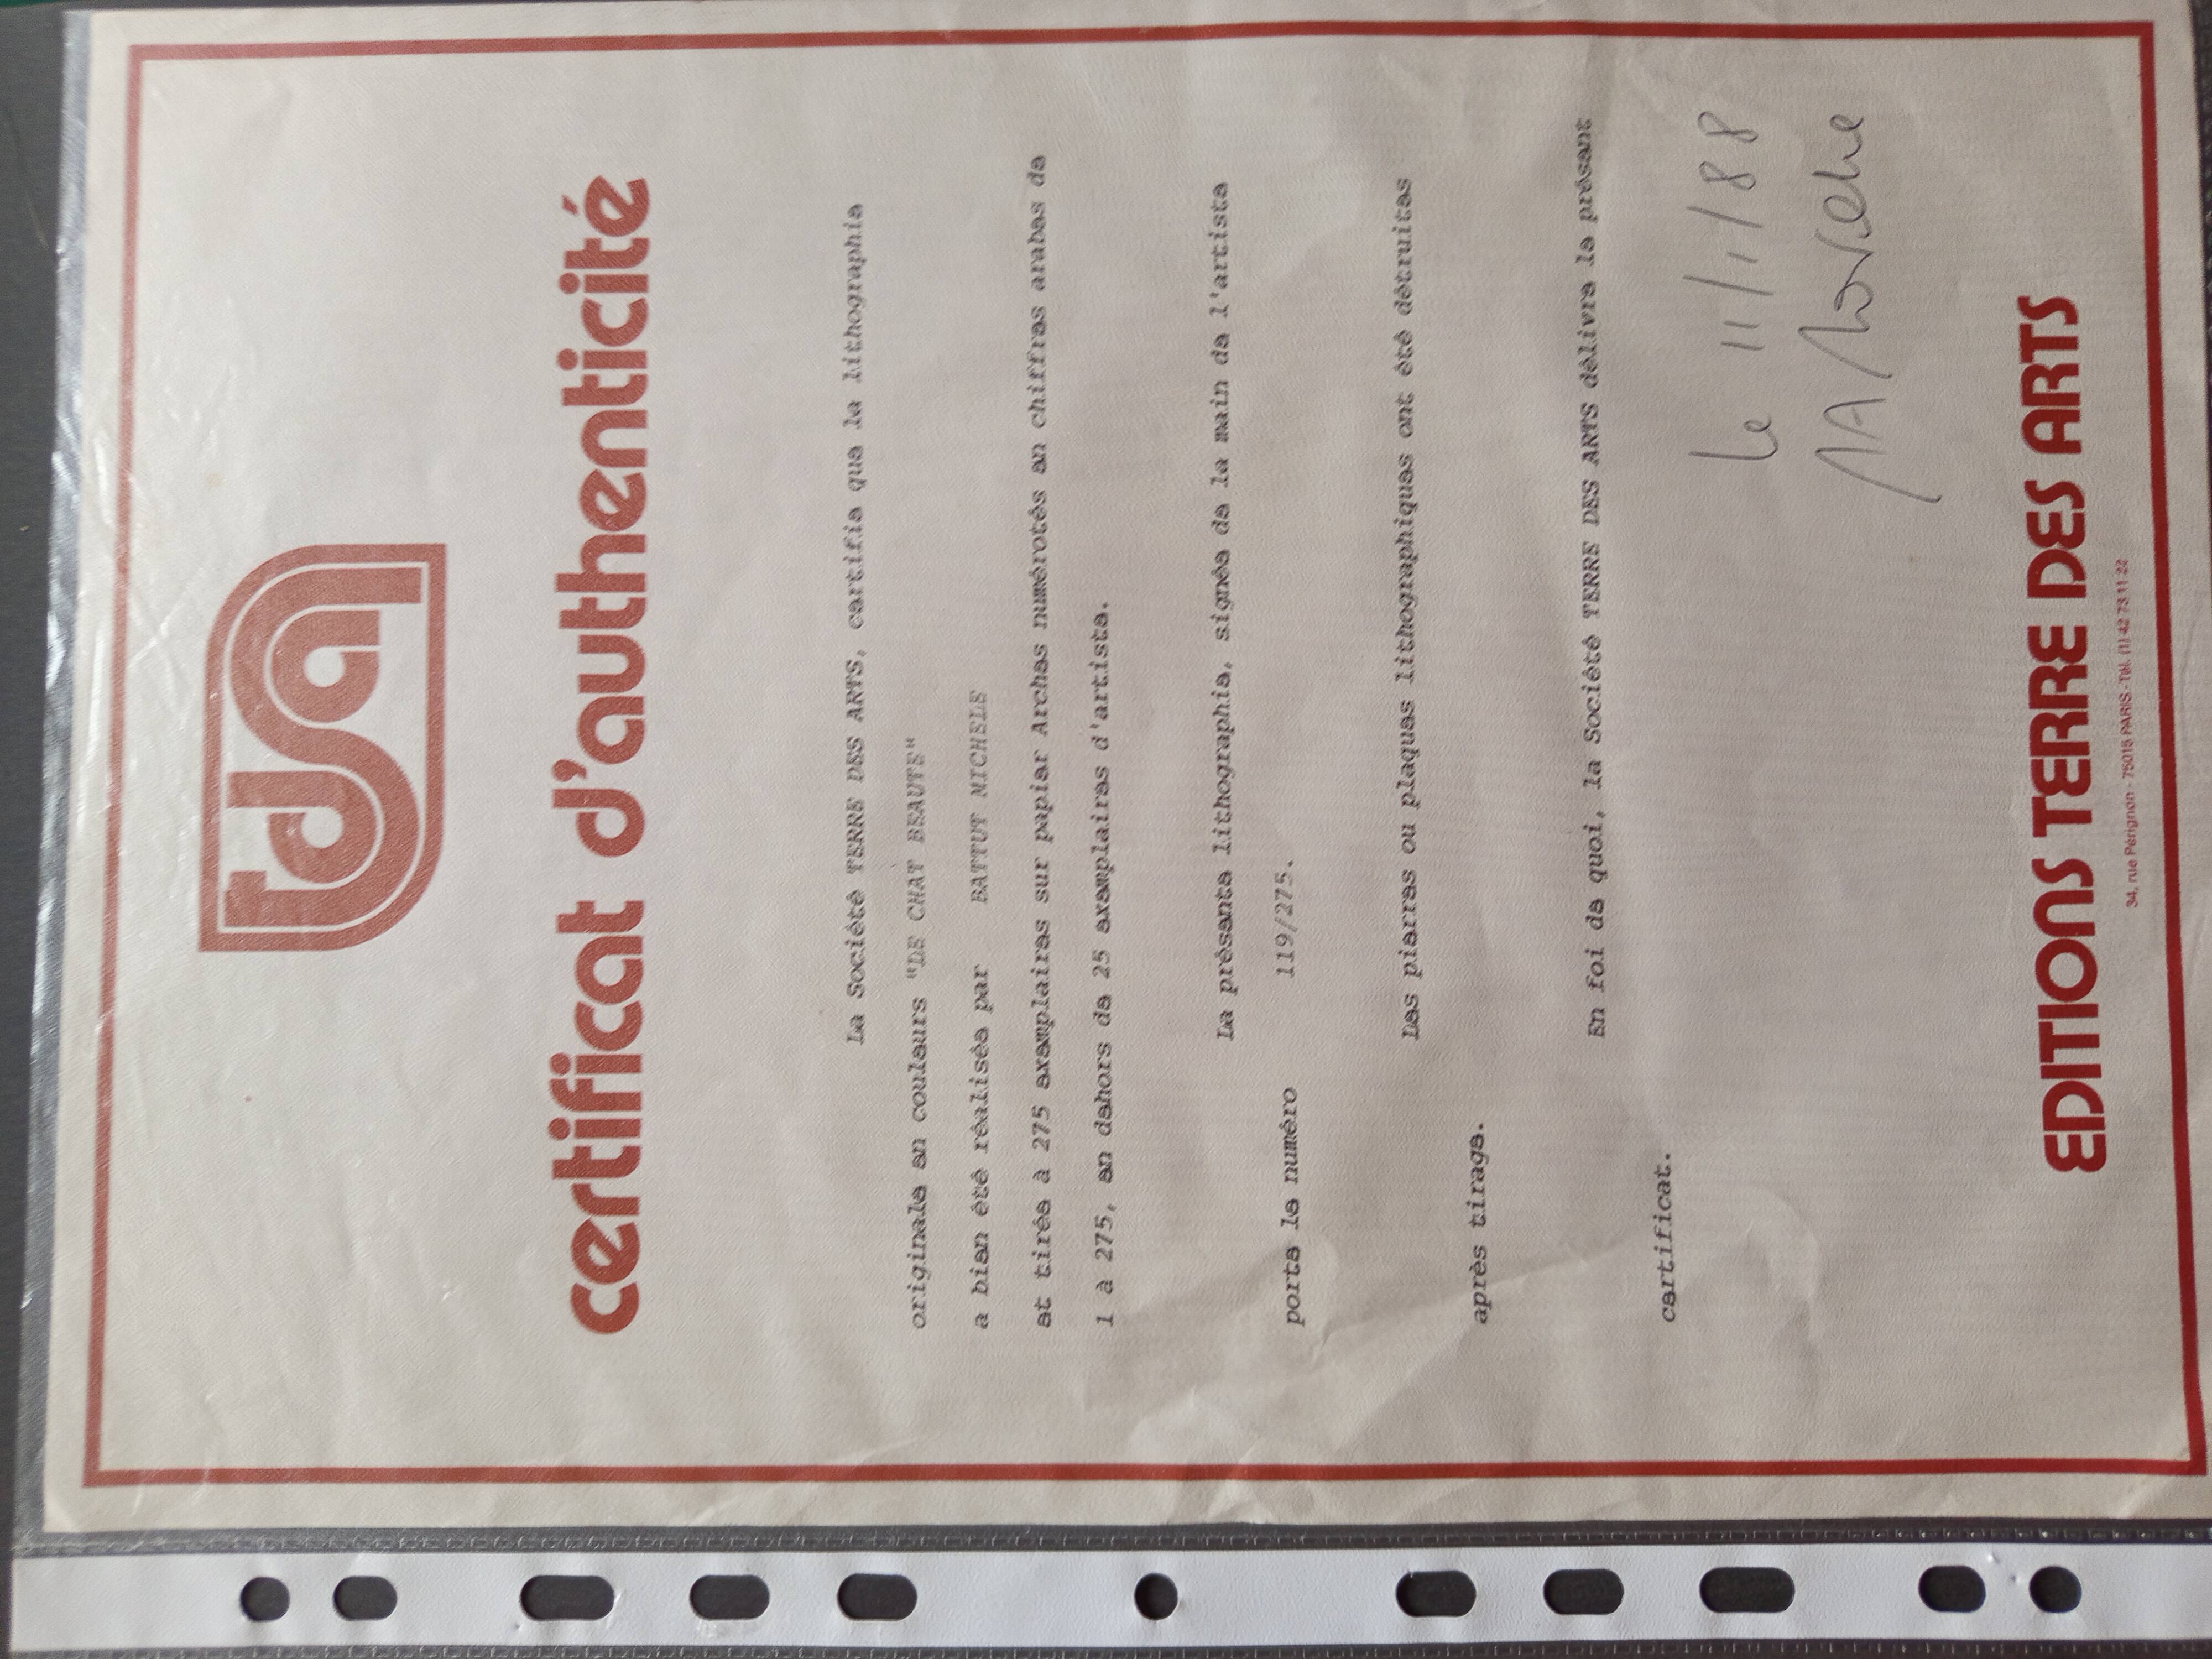 tdsa
certificat d'authenticité
La Société TERRE DES ARTS, certifie que la lithographie
originale en couleurs "LE CHAT BEAUTE"
a bien été réalisée par BATTUT MICHELE
et tirée à 275 exemplaires sur papier Arches numérotés en chiffres arabes de
1 à 275, en dehors de 25 exemplaires d'artiste.
La présente lithographie, signée de la main de l'artiste
porte le numéro 119/275.
Les pierres ou plaques lithographiques ont été détruites
après tirage.
En foi de quoi, la Société TERRE DES ARTS délivre le présent
certificat.
Le 11/1/88
EDITIONS TERRE DES ARTS
34, rue Pérignon - 75015 PARIS - Tél. (1) 42 73 11 22